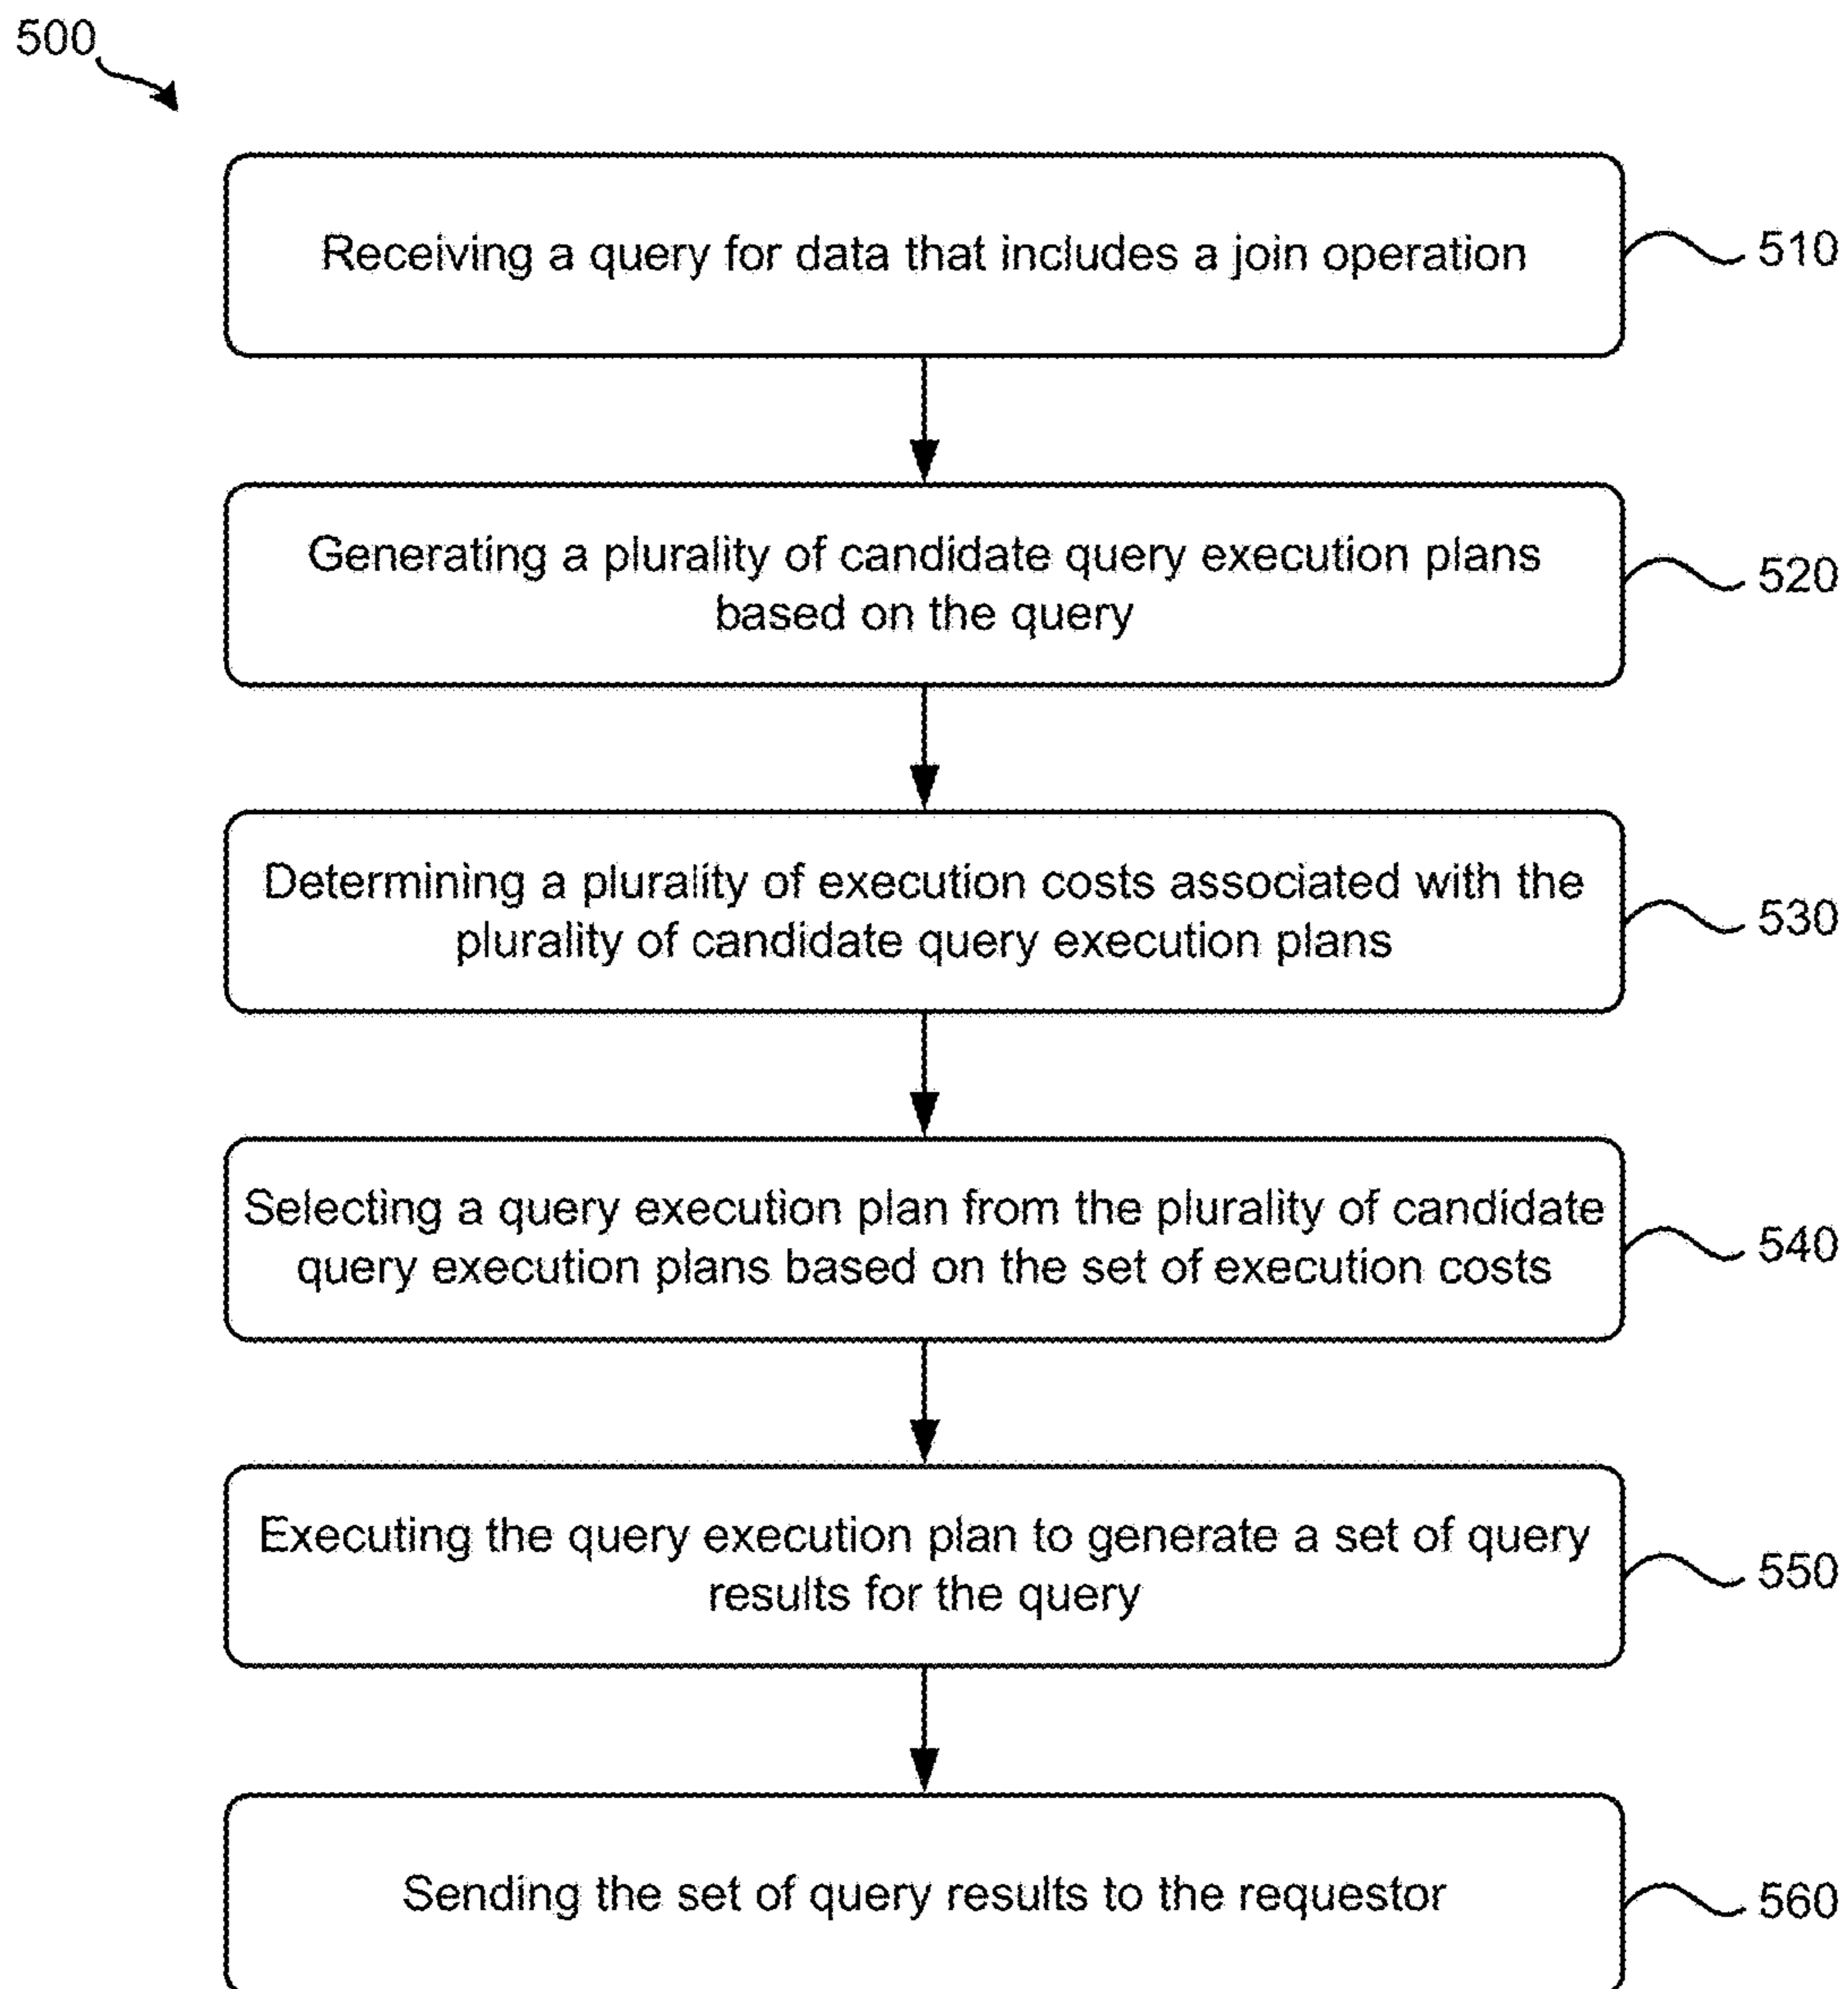 500
Receiving a query for data that includes a join operation
510
Generating a plurality of candidate query execution plans
based on the query
520
Determining a plurality of execution costs associated with the
plurality of candidate query execution plans
530
Selecting a query execution plan from the plurality of candidate
query execution plans based on the set of execution costs
540
Executing the query execution plan to generate a set of query
results for the query
550
Sending the set of query results to the requestor
560